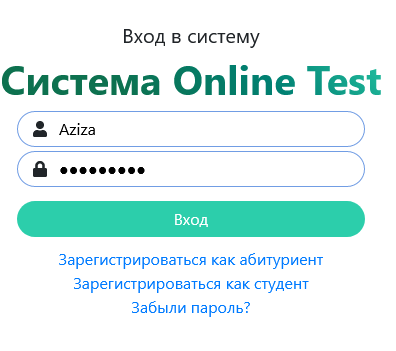 Вход в систему
Система Online Test
Aziza
•••••••••
Вход
Зарегистрироваться как абитуриент
Зарегистрироваться как студент
Забыли пароль?